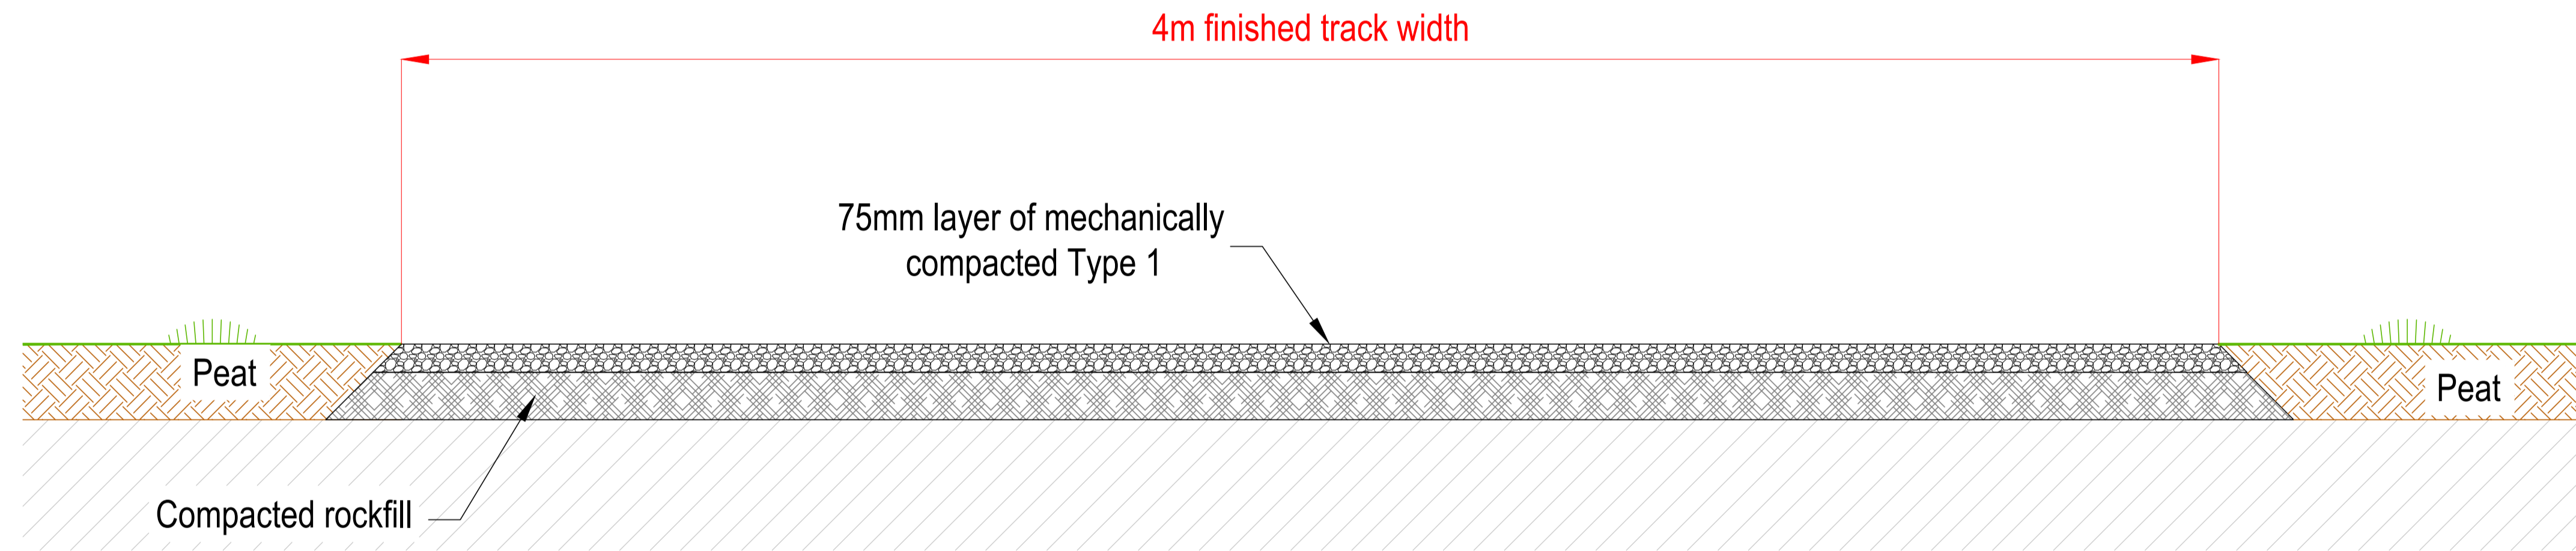 4m finished track width
75mm layer of mechanically
compacted Type 1
Peat
Peat
Compacted rockfill